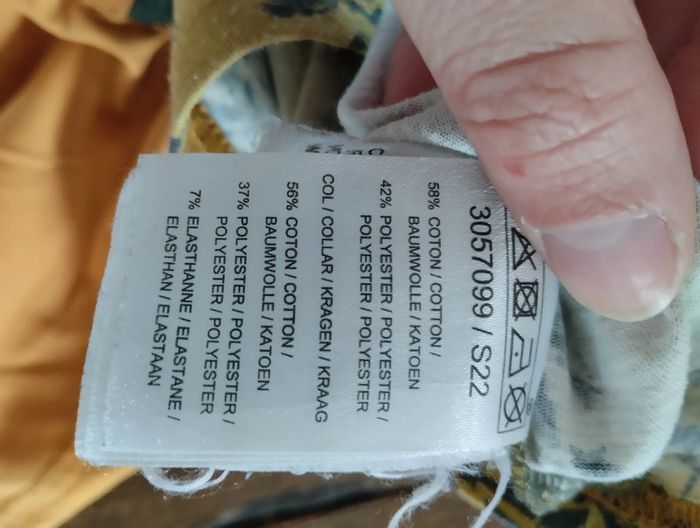 3057099 / S22
58% COTON / COTTON /
BAUMWOLLE / KATOEN
42% POLYESTER / POLYESTER
POLYESTER / POLYESTER
COL / COLLAR / KRAGEN / KRAAG
56% COTON / COTTON /
BAUMWOLLE / KATOEN
37% POLYESTER / POLYESTER /
POLYESTER / POLYESTER
7% ELASTHANNE / ELASTANE /
ELASTHAN / ELASTAAN